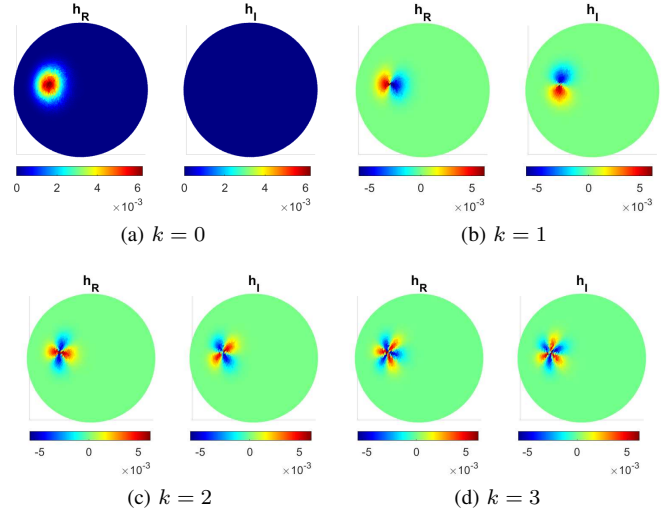 h_R h_I h_R h_I
0 2 4 6 0 2 4 6 -5 0 5 -5 0 5
×10^-3 ×10^-3 ×10^-3 ×10^-3
(a) k = 0 (b) k = 1
h_R h_I h_R h_I
-5 0 5 -5 0 5 -5 0 5 -5 0 5
×10^-3 ×10^-3 ×10^-3 ×10^-3
(c) k = 2 (d) k = 3